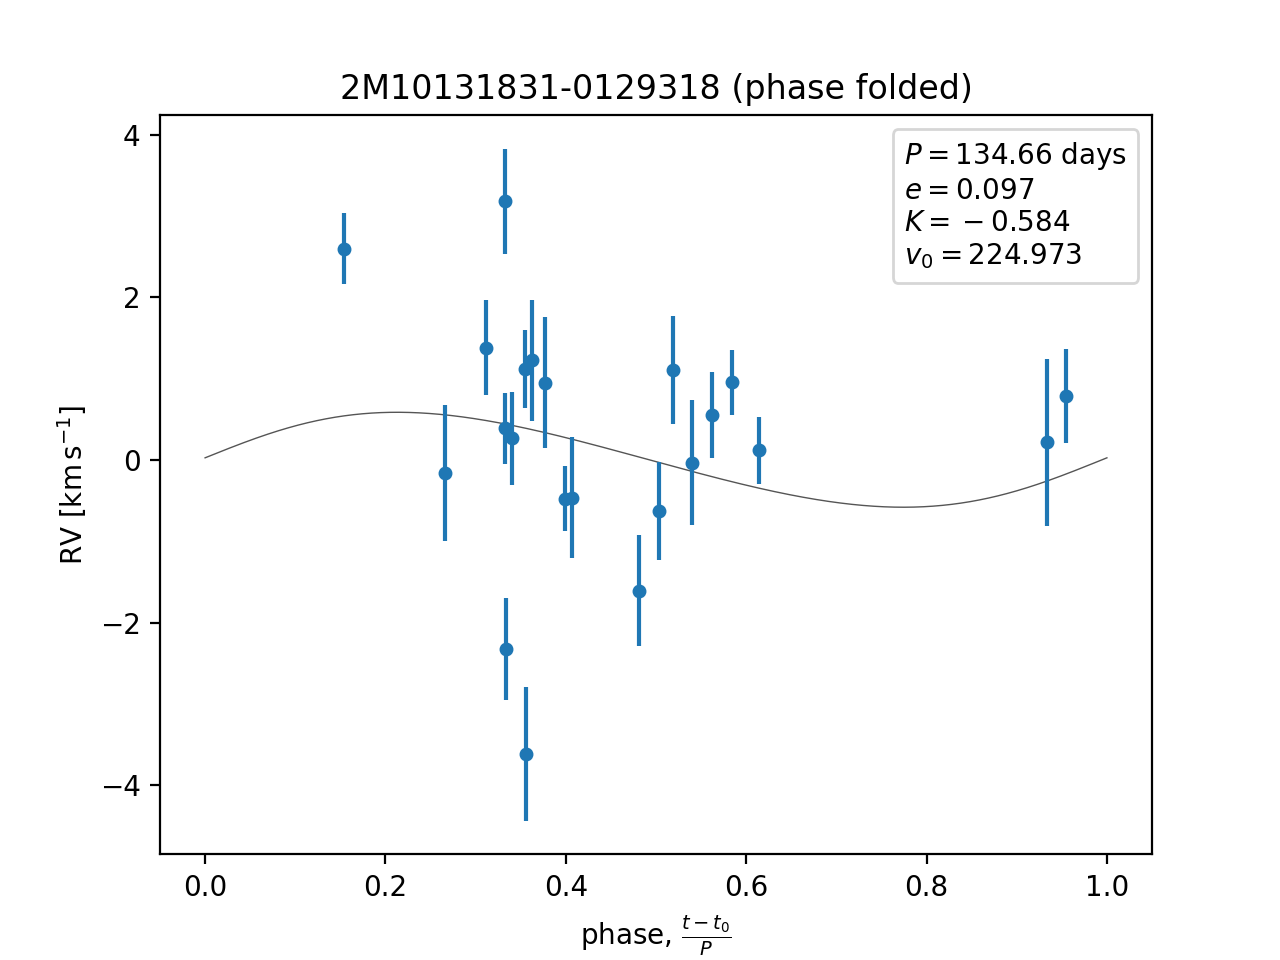 2M10131831-0129318 (phase folded)
P = 134.66 days
e = 0.097
K = −0.584
v₀ = 224.973
4
2
0
−2
−4
RV [km s⁻¹]
0.0 0.2 0.4 0.6 0.8 1.0
phase, (t − t₀)/P